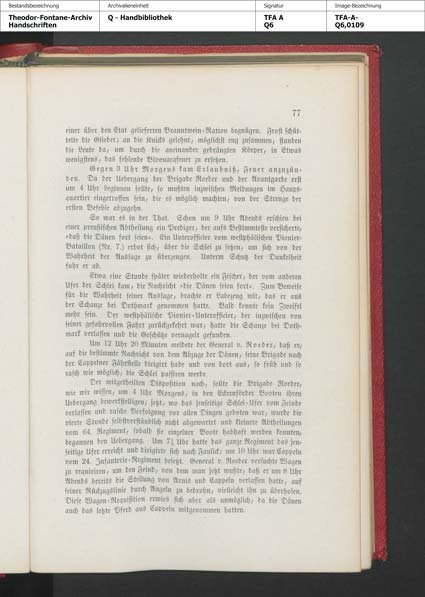 Bestandsbezeichnung
Archivalieneinheit
Signatur
Image-Bezeichnung
Theodor-Fontane-Archiv
Handschriften
Q - Handbibliothek
TFA A
Q6
TFA-A-
Q6,0109
77
einer über den Etat gelieferten Branntwein-Ration begnügen. Frost schüt-
telte die Glieder; in die Knicks gelehnt, möglichst eng zusammen, standen
die Leute da, um durch die aneinander gedrängten Körper, in Etwas
wenigstens, das fehlende Bivouacsfeuer zu ersetzen.
Gegen 3 Uhr Morgens kam Erlaubniß, Feuer anzuzün-
den. Da der Uebergang der Brigade Roeder und der Avantgarde erst
um 4 Uhr beginnen sollte, so mußten inzwischen Meldungen im Haupt-
quartier eingetroffen sein, die es möglich machten, von der Strenge der
ersten Befehle abzugehn.
So war es in der That. Schon um 9 Uhr Abends erschien bei
einer preußischen Abtheilung ein Prediger, der aufs Bestimmteste versicherte,
»daß die Dänen fort seien«. Ein Unterofficier vom westphälischen Pionier-
Bataillon (Nr. 7.) erbot sich, über die Schlei zu setzen, um sich von der
Wahrheit der Aussage zu überzeugen. Unterm Schutz der Dunkelheit
fuhr er ab.
Etwa eine Stunde später wiederholte ein Fischer, der vom anderen
Ufer der Schlei kam, die Nachricht »die Dänen seien fort«. Zum Beweise
für die Wahrheit seiner Aussage, brachte er Labezeug mit, das er aus
der Schanze bei Dothmark genommen hatte. Bald konnte kein Zweifel
mehr sein. Der westphälische Pionier-Unterofficier, der inzwischen von
seiner gefahrvollen Fahrt zurückgekehrt war, hatte die Schanze bei Doth-
mark verlassen und die Geschütze vernagelt gefunden.
Um 12 Uhr 20 Minuten meldete der General v. Roeder, daß er,
auf die bestimmte Nachricht von dem Abzuge der Dänen, seine Brigade nach
der Cappelner Fährstelle dirigirt habe und von dort aus, so früh und so
rasch wie möglich, die Schlei passiren werde.
Der mitgetheilten Disposition nach, sollte die Brigade Roeder,
wie wir wissen, um 4 Uhr Morgens, in den Eckernförder Booten ihren
Uebergang bewerkstelligen; jetzt, wo das jenseitige Schlei-Ufer vom Feinde
verlassen und rasche Verfolgung vor allen Dingen geboten war, wurde die
vierte Stunde selbstverständlich nicht abgewartet und kleinere Abtheilungen
vom 64. Regiment, sobald sie einzelner Boote habhaft werden konnten,
begannen den Uebergang. Um 7½ Uhr hatte das ganze Regiment das jen-
seitige Ufer erreicht und dirigirte sich nach Faulück; um 10 Uhr war Cappeln
vom 24. Infanterie-Regiment besetzt. General v. Roeder versuchte Wagen
zu requiriren, um den Feind, von dem man jetzt wußte, daß er um 8 Uhr
Abends bereits die Stellung von Arnis und Cappeln verlassen hatte, auf
seiner Rückzugslinie durch Angeln zu bedrohn, vielleicht ihn zu überholen.
Diese Wagen-Requisition erwies sich aber als unmöglich, da die Dänen
auch das letzte Pferd aus Cappeln mitgenommen hatten.